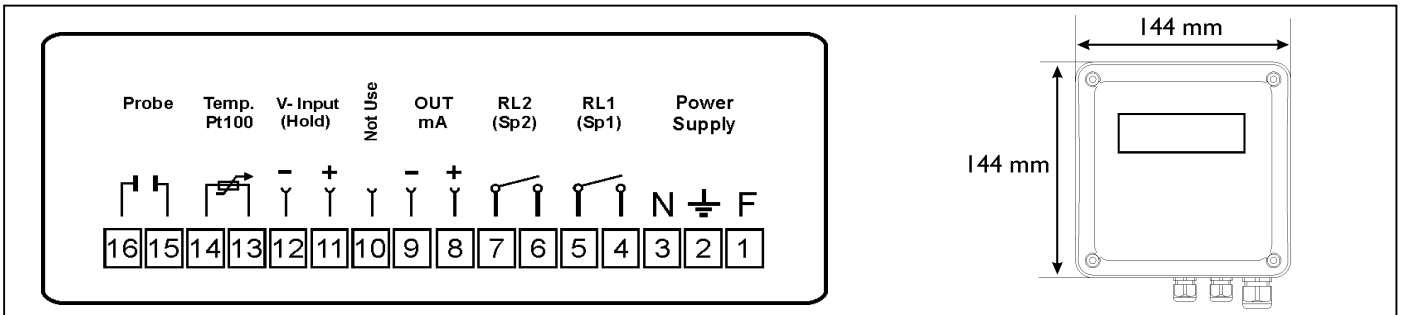 144 mm
Probe Temp. V- Input Not Use OUT RL2 RL1 Power
Pt100 (Hold) mA (Sp2) (Sp1) Supply
144 mm
- + - +
N F
16 15 14 13 12 11 10 9 8 7 6 5 4 3 2 1